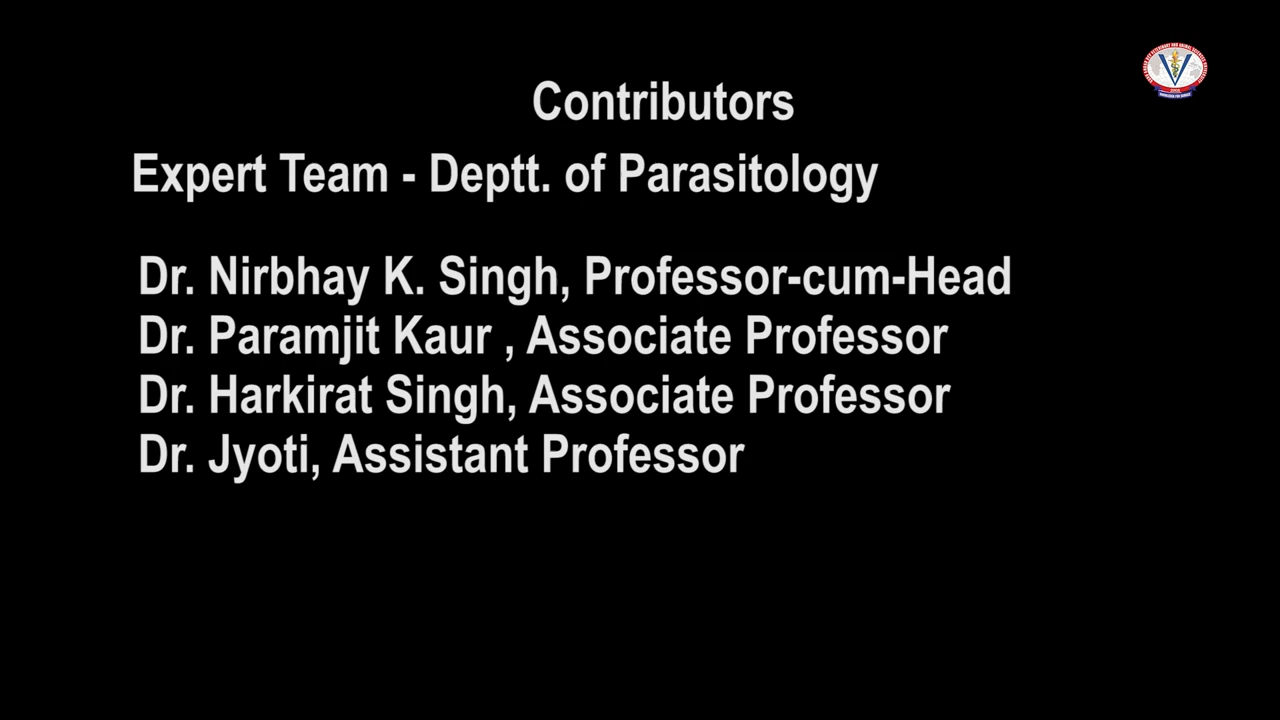 Contributors
Expert Team - Deptt. of Parasitology
Dr. Nirbhay K. Singh, Professor-cum-Head
Dr. Paramjit Kaur , Associate Professor
Dr. Harkirat Singh, Associate Professor
Dr. Jyoti, Assistant Professor